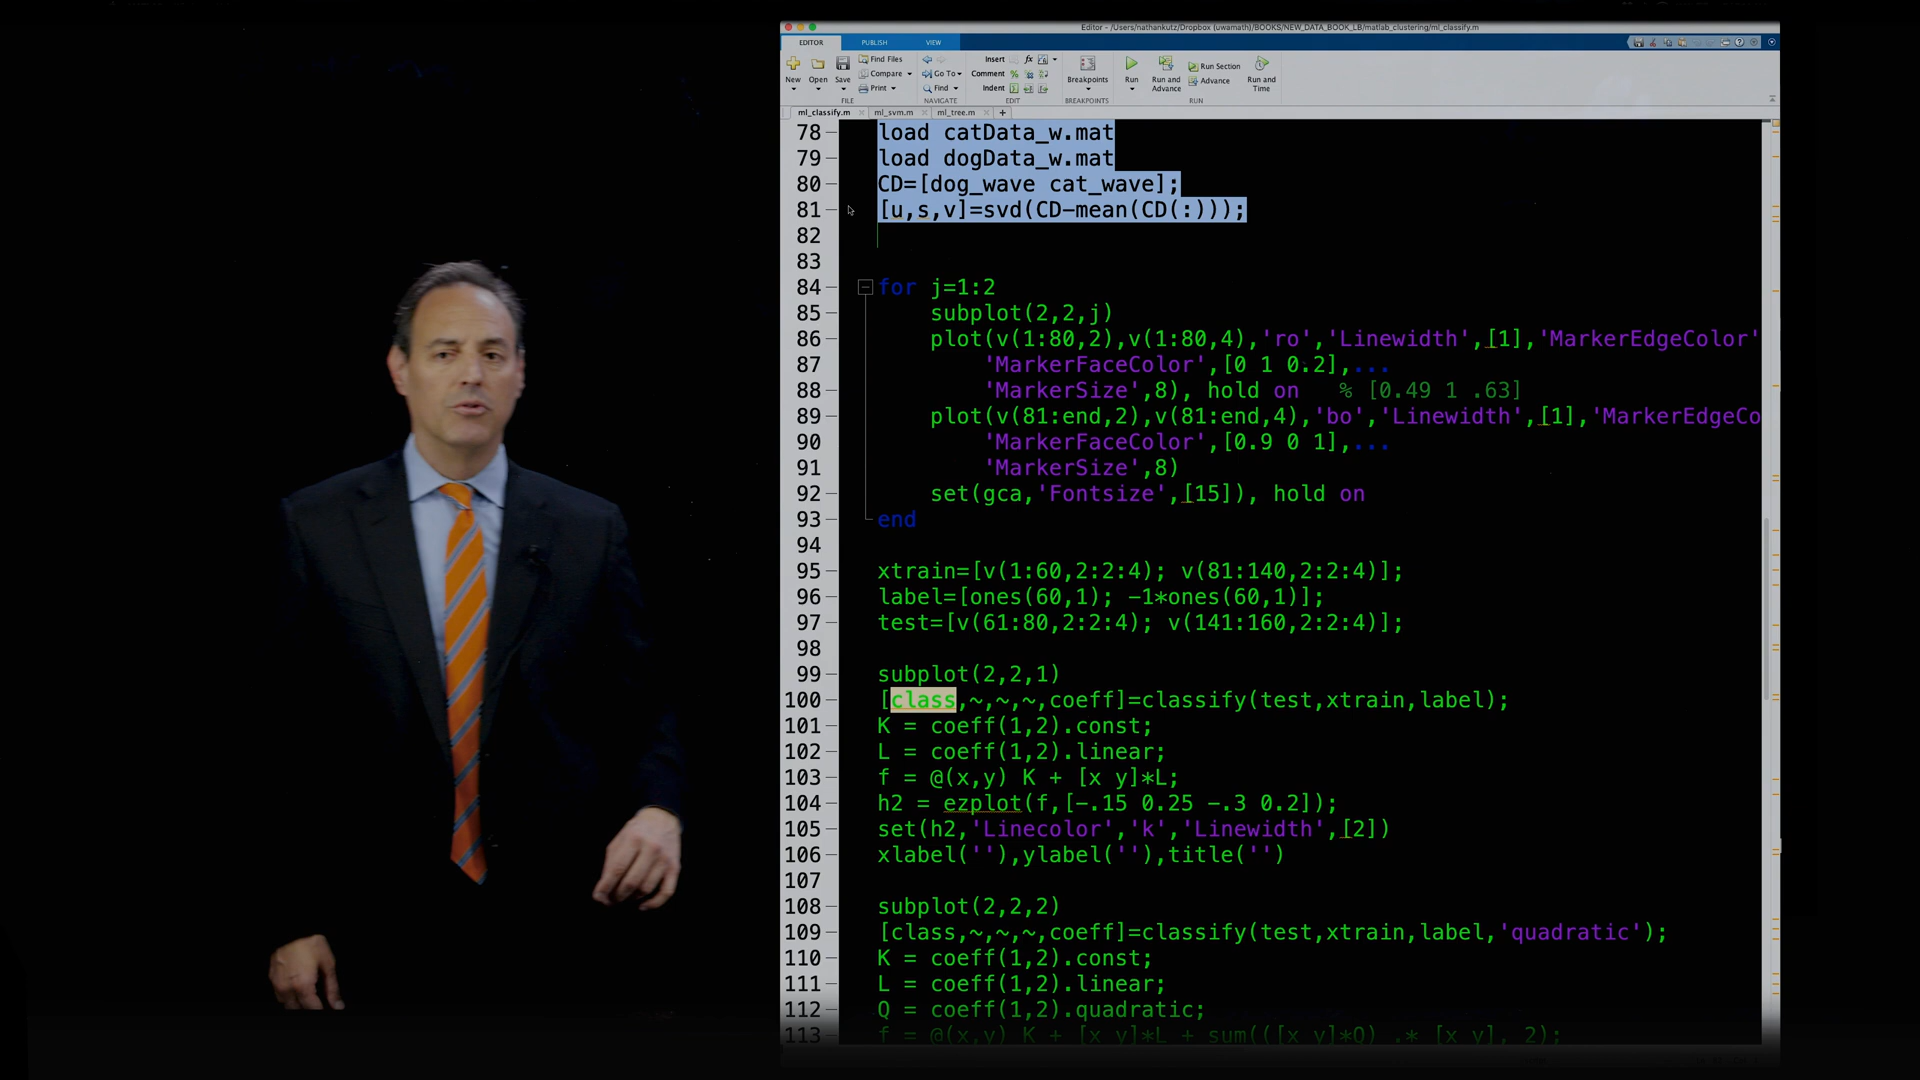 Editor - /Users/nathankutz/Dropbox (uwamath)/BOOKS/NEW_DATA_BOOK_LB/matlab_clustering/ml_classify.m
EDITOR PUBLISH VIEW
New Open Save Find Files Compare Print Go To Find Insert fx Comment Indent Breakpoints Run Run and Advance Run Section Advance Run and Time
FILE NAVIGATE EDIT BREAKPOINTS RUN
ml_classify.m ml_svm.m ml_tree.m
78 load catData_w.mat
79 load dogData_w.mat
80 CD=[dog_wave cat_wave];
81 [u,s,v]=svd(CD-mean(CD(:)));
82
83
84 for j=1:2
85 subplot(2,2,j)
86 plot(v(1:80,2),v(1:80,4),'ro','Linewidth',[1],'MarkerEdgeColor'
87 'MarkerFaceColor',[0 1 0.2],...
88 'MarkerSize',8), hold on % [0.49 1 .63]
89 plot(v(81:end,2),v(81:end,4),'bo','Linewidth',[1],'MarkerEdgeCo
90 'MarkerFaceColor',[0.9 0 1],...
91 'MarkerSize',8)
92 set(gca,'Fontsize',[15]), hold on
93 end
94
95 xtrain=[v(1:60,2:2:4); v(81:140,2:2:4)];
96 label=[ones(60,1); -1*ones(60,1)];
97 test=[v(61:80,2:2:4); v(141:160,2:2:4)];
98
99 subplot(2,2,1)
100 [class,~,~,~,coeff]=classify(test,xtrain,label);
101 K = coeff(1,2).const;
102 L = coeff(1,2).linear;
103 f = @(x,y) K + [x y]*L;
104 h2 = ezplot(f,[-.15 0.25 -.3 0.2]);
105 set(h2,'Linecolor','k','Linewidth',[2])
106 xlabel(''),ylabel(''),title('')
107
108 subplot(2,2,2)
109 [class,~,~,~,coeff]=classify(test,xtrain,label,'quadratic');
110 K = coeff(1,2).const;
111 L = coeff(1,2).linear;
112 Q = coeff(1,2).quadratic;
113 f = @(x,y) K + [x y]*L + sum(([x y]*Q) .* [x y], 2);